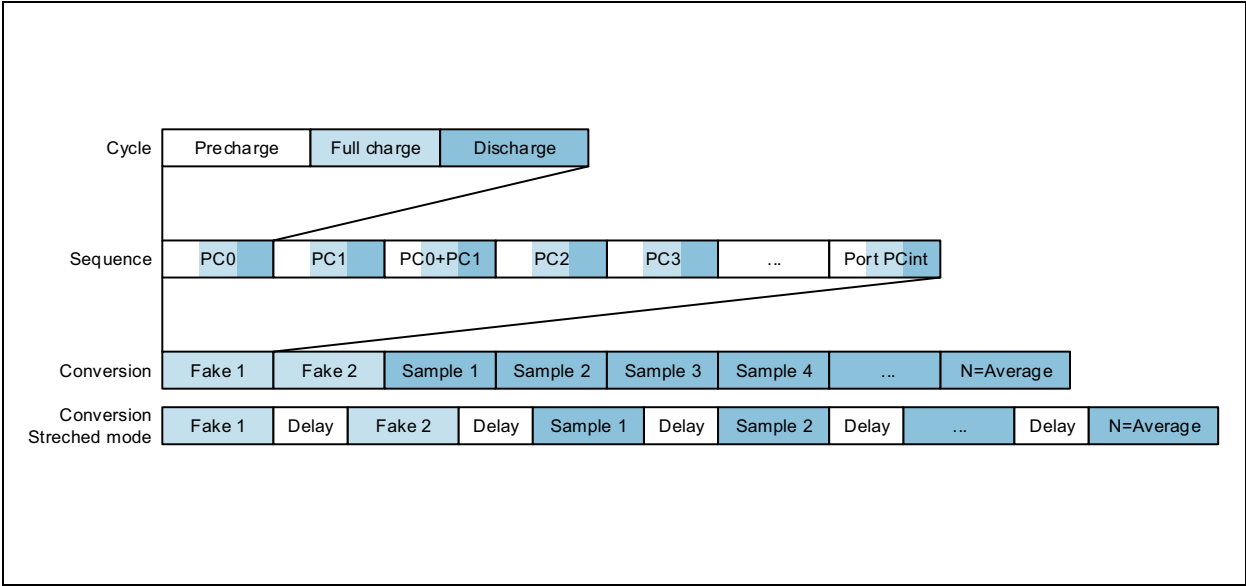 Cycle Precharge Full charge Discharge
Sequence PC0 PC1 PC0+PC1 PC2 PC3 ... Port PCint
Conversion Fake 1 Fake 2 Sample 1 Sample 2 Sample 3 Sample 4 ... N=Average
Conversion
Streched mode Fake 1 Delay Fake 2 Delay Sample 1 Delay Sample 2 Delay ... Delay N=Average